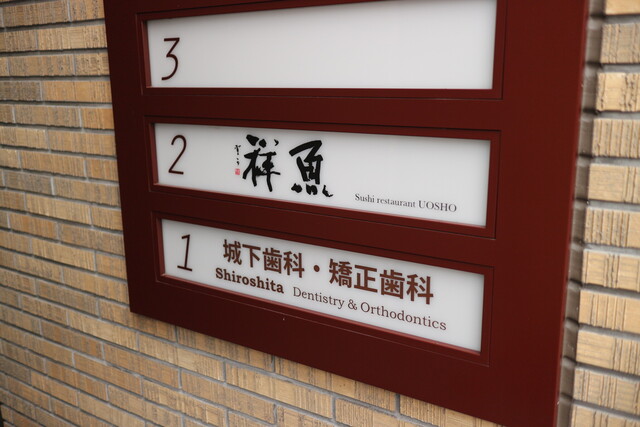 3
2
祥魚
Sushi restaurant UOSHO
1
城下歯科・矯正歯科
Shiroshita Dentistry & Orthodontics